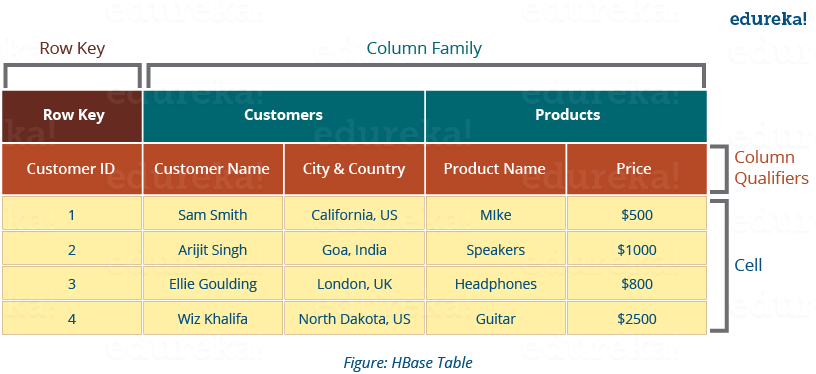 edureka!
Row Key Column Family
Row Key Customers Products
Customer ID Customer Name City & Country Product Name Price
Column
Qualifiers
1 Sam Smith California, US MIke $500
2 Arijit Singh Goa, India Speakers $1000
3 Ellie Goulding London, UK Headphones $800
4 Wiz Khalifa North Dakota, US Guitar $2500
Cell
Figure: HBase Table